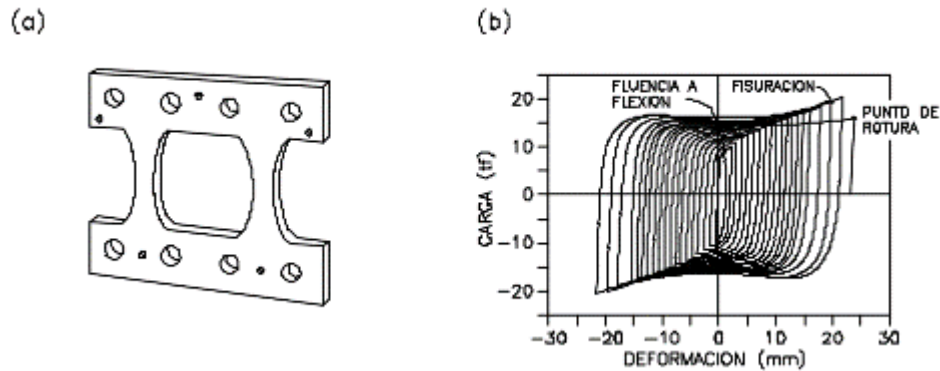 (a)
(b)
FLUENCIA A
FLEXION
FISURACION
PUNTO DE
ROTURA
20
10
0
-10
-20
CARGA (tf)
-30 -20 -10 0 10 20 30
DEFORMACION (mm)